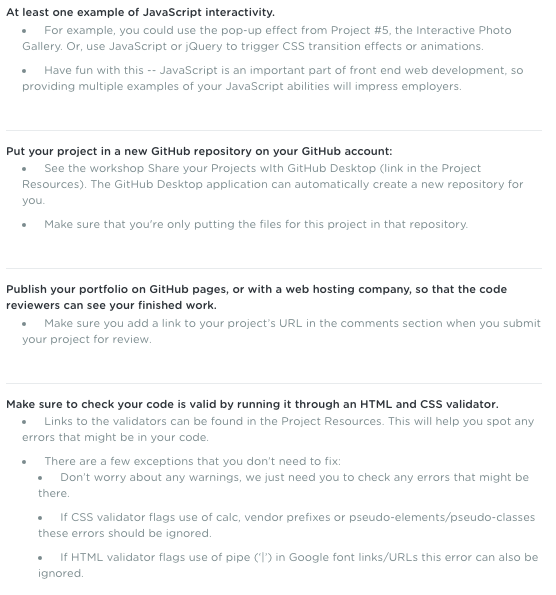 At least one example of JavaScript interactivity.
• For example, you could use the pop-up effect from Project #5, the Interactive Photo
Gallery. Or, use JavaScript or jQuery to trigger CSS transition effects or animations.
• Have fun with this -- JavaScript is an important part of front end web development, so
providing multiple examples of your JavaScript abilities will impress employers.
Put your project in a new GitHub repository on your GitHub account:
• See the workshop Share your Projects wIth GitHub Desktop (link in the Project
Resources). The GitHub Desktop application can automatically create a new repository for
you.
• Make sure that you're only putting the files for this project in that repository.
Publish your portfolio on GitHub pages, or with a web hosting company, so that the code
reviewers can see your finished work.
• Make sure you add a link to your project's URL in the comments section when you submit
your project for review.
Make sure to check your code is valid by running it through an HTML and CSS validator.
• Links to the validators can be found in the Project Resources. This will help you spot any
errors that might be in your code.
• There are a few exceptions that you don't need to fix:
• Don't worry about any warnings, we just need you to check any errors that might be
there.
• If CSS validator flags use of calc, vendor prefixes or pseudo-elements/pseudo-classes
these errors should be ignored.
• If HTML validator flags use of pipe ('|') in Google font links/URLs this error can also be
ignored.